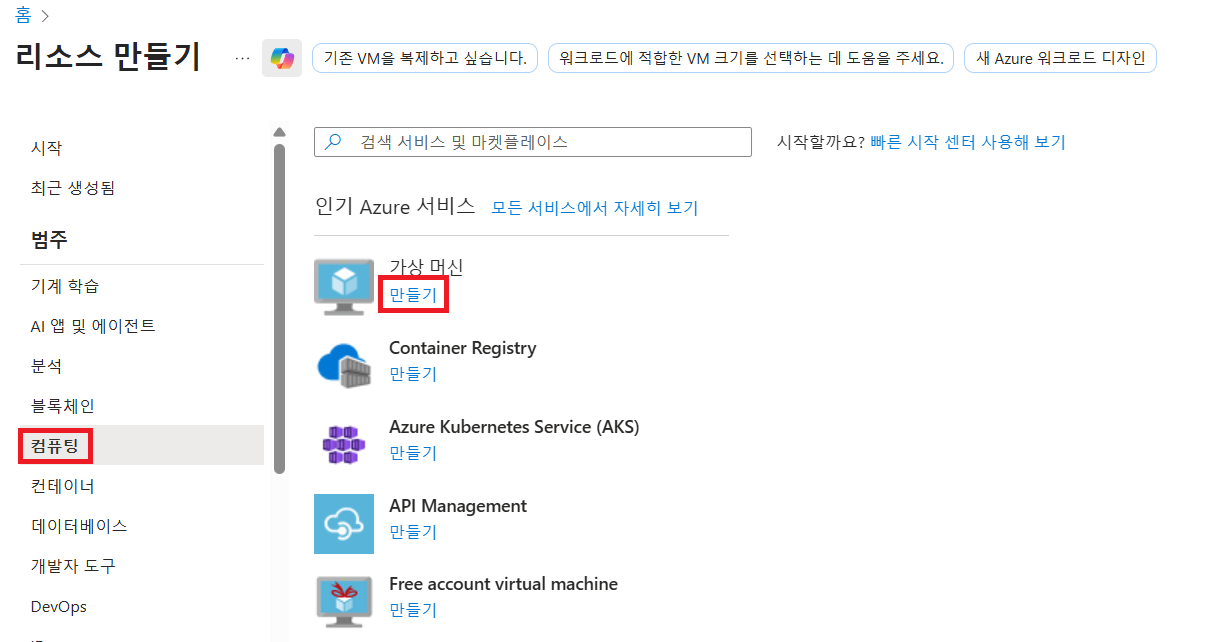 홈 >
리소스 만들기 ... 기존 VM을 복제하고 싶습니다. 워크로드에 적합한 VM 크기를 선택하는 데 도움을 주세요. 새 Azure 워크로드 디자인
시작
최근 생성됨
범주
기계 학습
AI 앱 및 에이전트
분석
블록체인
컴퓨팅
컨테이너
데이터베이스
개발자 도구
DevOps
검색 서비스 및 마켓플레이스
시작할까요? 빠른 시작 센터 사용해 보기
인기 Azure 서비스 모든 서비스에서 자세히 보기
가상 머신
만들기
Container Registry
만들기
Azure Kubernetes Service (AKS)
만들기
API Management
만들기
Free account virtual machine
만들기